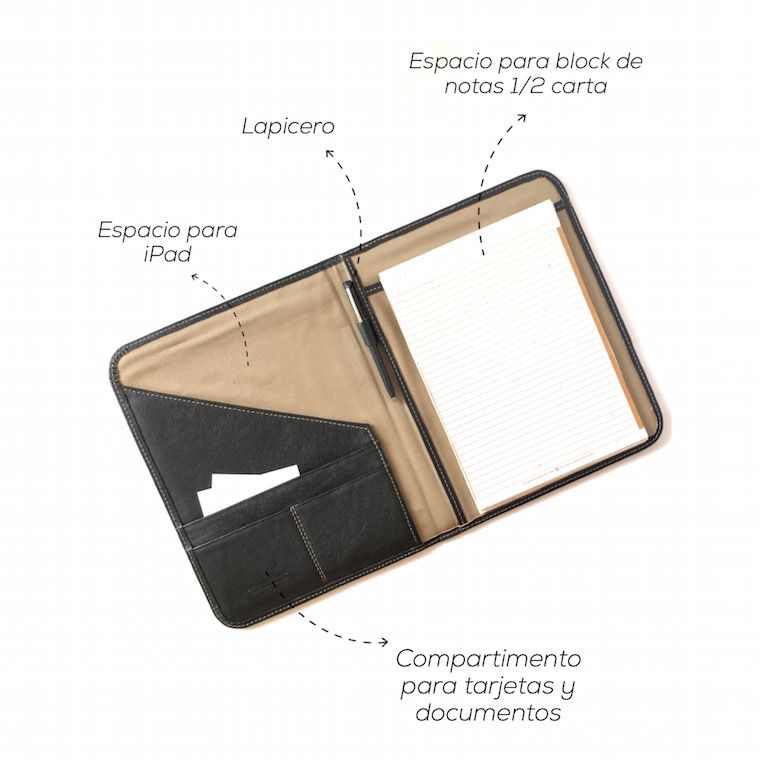 Espacio para block de
notas 1/2 carta
Lapicero
Espacio para
iPad
Compartimento
para tarjetas y
documentos